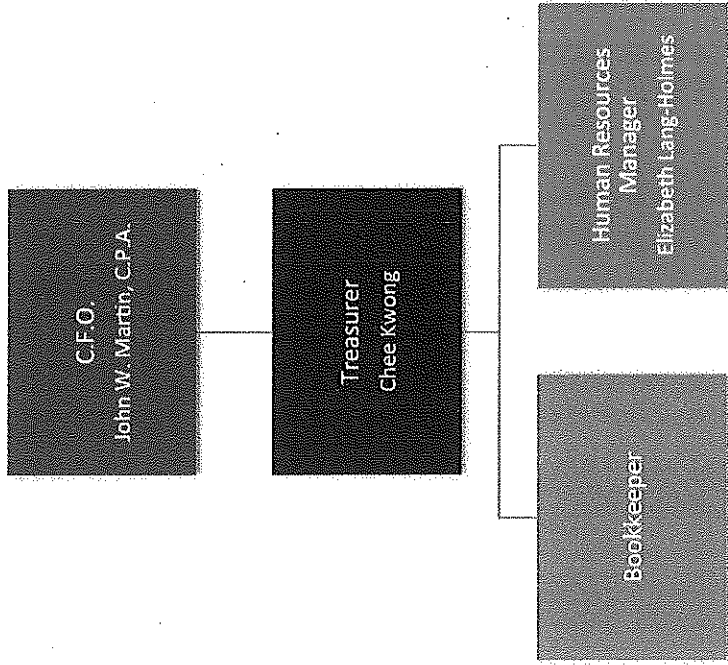 C.F.O.
John W. Martin, C.P.A.
Treasurer
Chee Kwong
Bookkeeper
Human Resources
Manager
Elizabeth Lang-Holmes